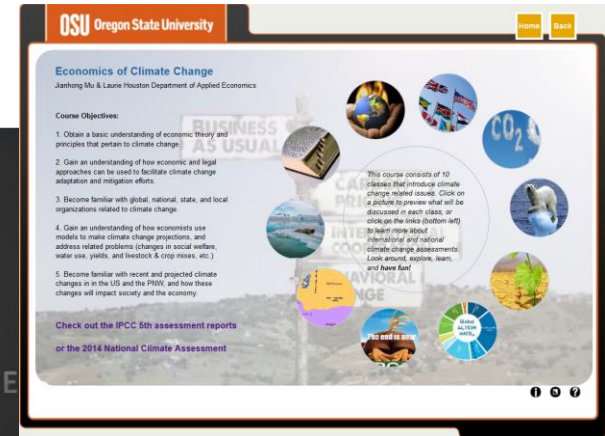 OSU Oregon State University
Home
Back
Economics of Climate Change
Jianhong Mu & Laurie Houston Department of Applied Economics
Course Objectives:
1. Obtain a basic understanding of economic theory and
principles that pertain to climate change.
2. Gain an understanding of how economic and legal
approaches can be used to facilitate climate change
adaptation and mitigation efforts.
3. Become familiar with global, national, state, and local
organizations related to climate change.
4. Gain an understanding of how economists use
models to make climate change projections, and
address related problems (changes in social welfare,
water use, yields, and livestock & crop mixes, etc.)
5. Become familiar with recent and projected climate
changes in in the US and the PNW, and how these
changes will impact society and the economy.
Check out the IPCC 5th assessment reports
or the 2014 National Climate Assessment
BUSINESS
AS USUAL
CO2
This course consists of 10
classes that introduce climate
change related issues. Click on
a picture to preview what will be
discussed in each class, or
click on the links (bottom left)
to learn more about
international and national
climate change assessments.
Look around, explore, learn,
and have fun!
The end is near
Global
E